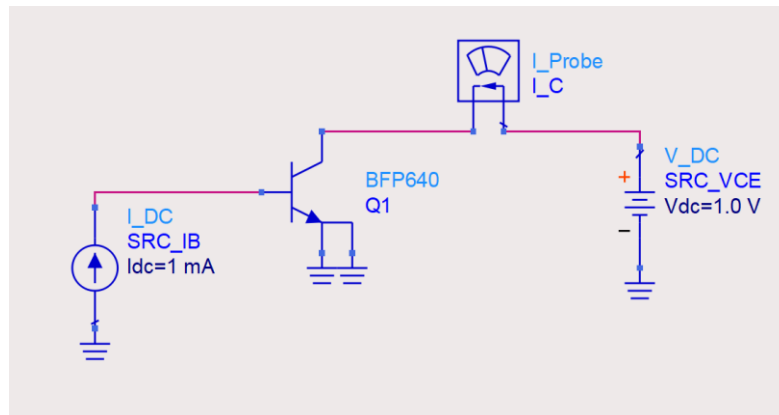 I_Probe
I_C
BFP640
Q1
V_DC
SRC_VCE
Vdc=1.0 V
+
−
I_DC
SRC_IB
Idc=1 mA